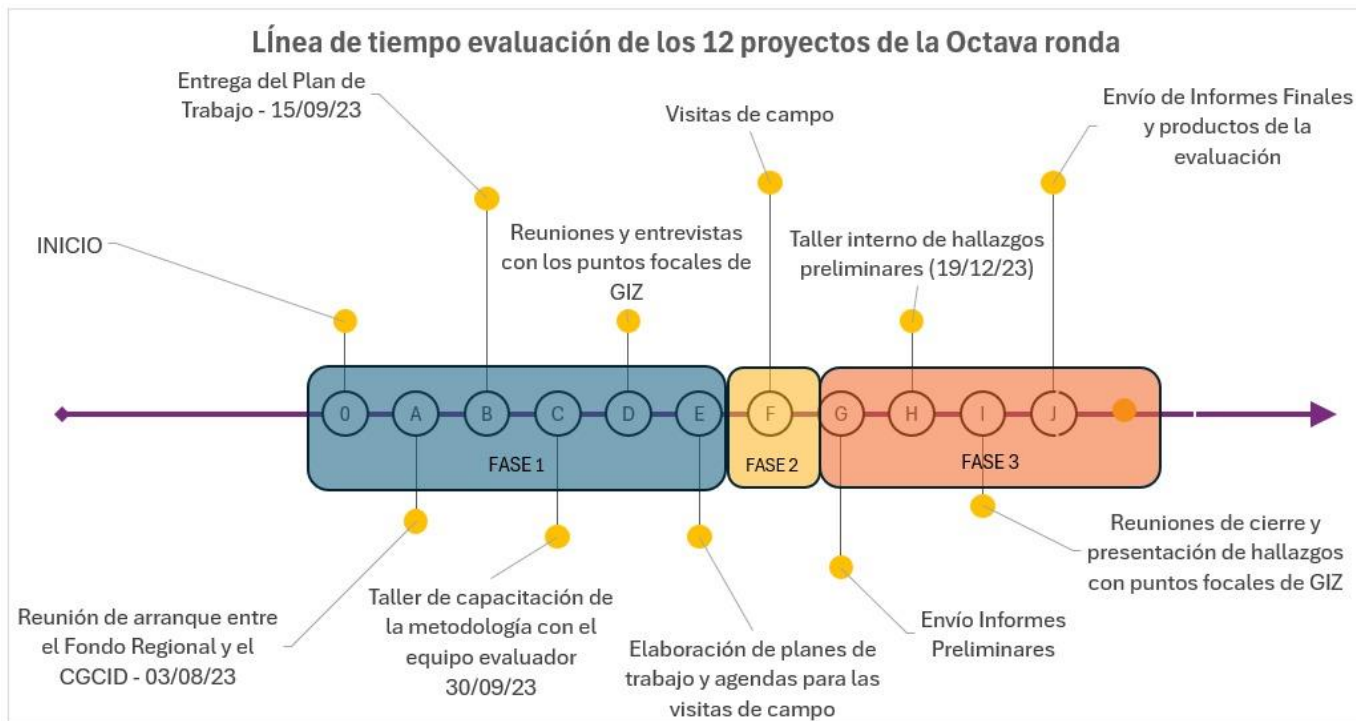 LÍnea de tiempo evaluación de los 12 proyectos de la Octava ronda
Entrega del Plan de
Trabajo - 15/09/23
Visitas de campo
Envío de Informes Finales
y productos de la
evaluación
INICIO
Reuniones y entrevistas
con los puntos focales de
GIZ
Taller interno de hallazgos
preliminares (19/12/23)
0 A B C D E F G H I J
FASE 1
FASE 2
FASE 3
Reunión de arranque entre
el Fondo Regional y el
CGCID - 03/08/23
Taller de capacitación de
la metodología con el
equipo evaluador
30/09/23
Elaboración de planes de
trabajo y agendas para las
visitas de campo
Envío Informes
Preliminares
Reuniones de cierre y
presentación de hallazgos
con puntos focales de GIZ